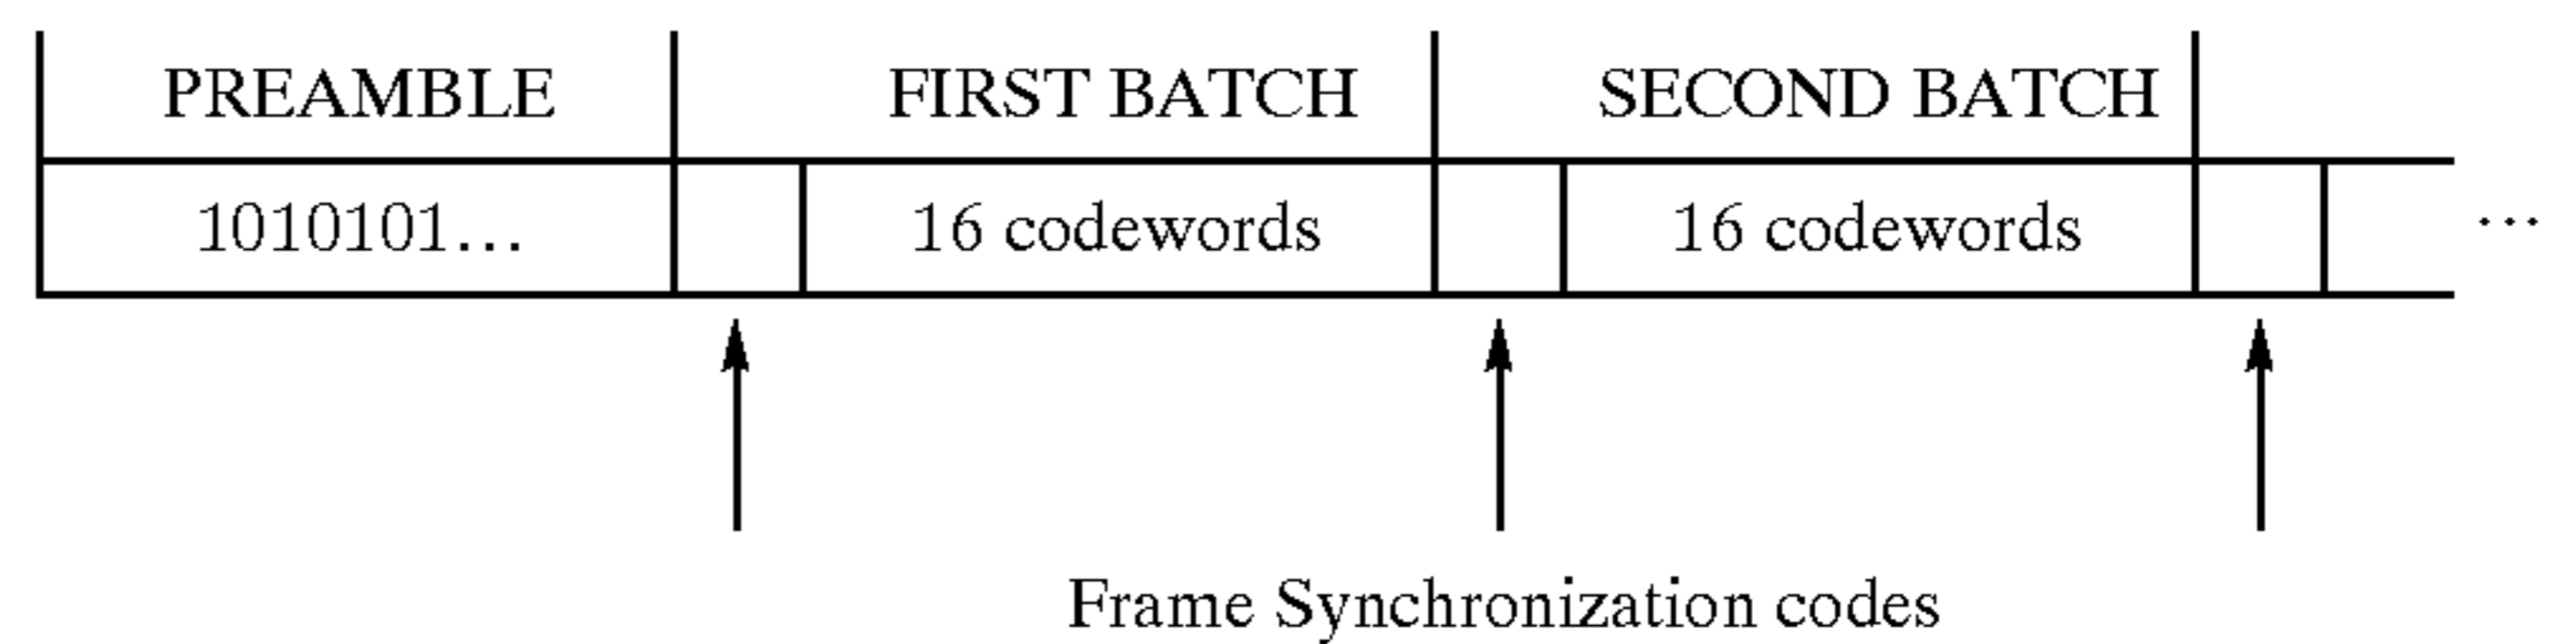 PREAMBLE FIRST BATCH SECOND BATCH
1010101... 16 codewords 16 codewords ...
Frame Synchronization codes